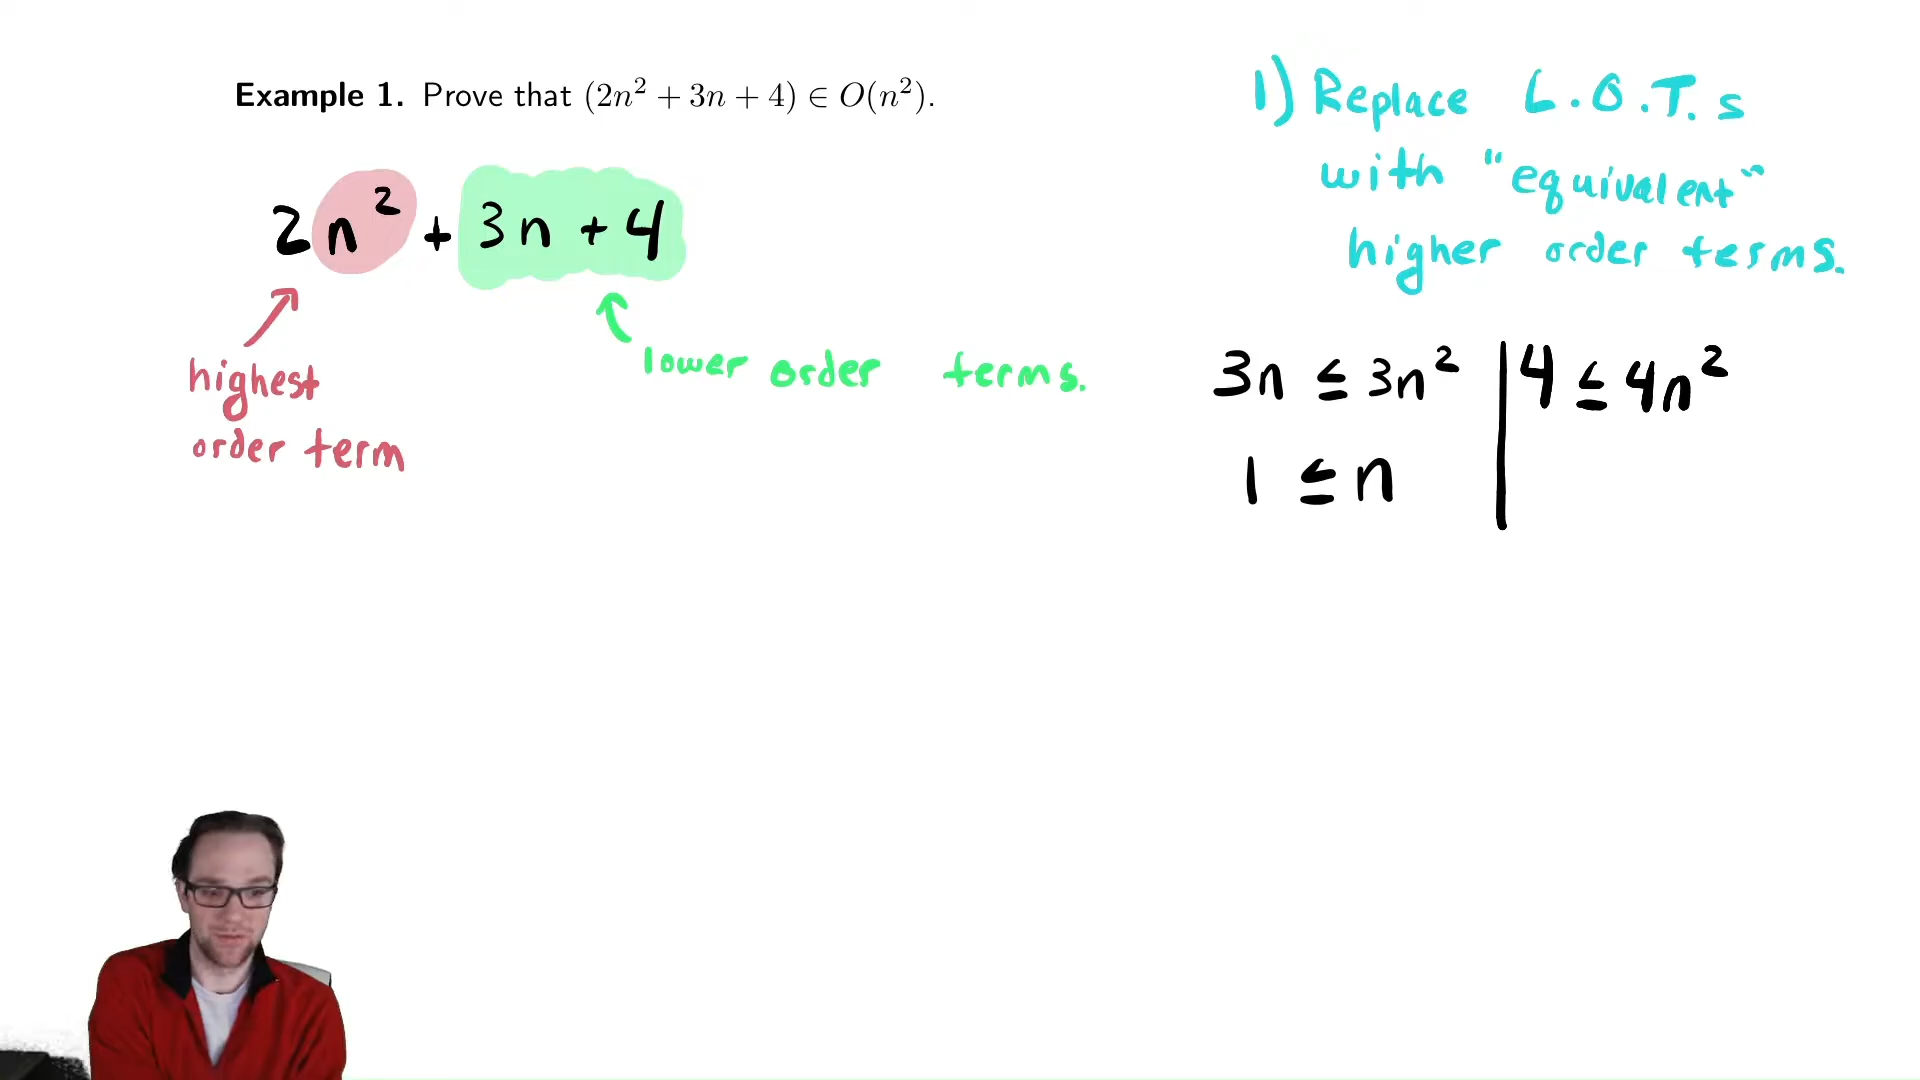 Example 1. Prove that (2n² + 3n + 4) ∈ O(n²).
2n² + 3n + 4
highest
order term
lower order terms.
1) Replace L.O.T.s
with "equivalent"
higher order terms.
3n ≤ 3n² | 4 ≤ 4n²
1 ≤ n